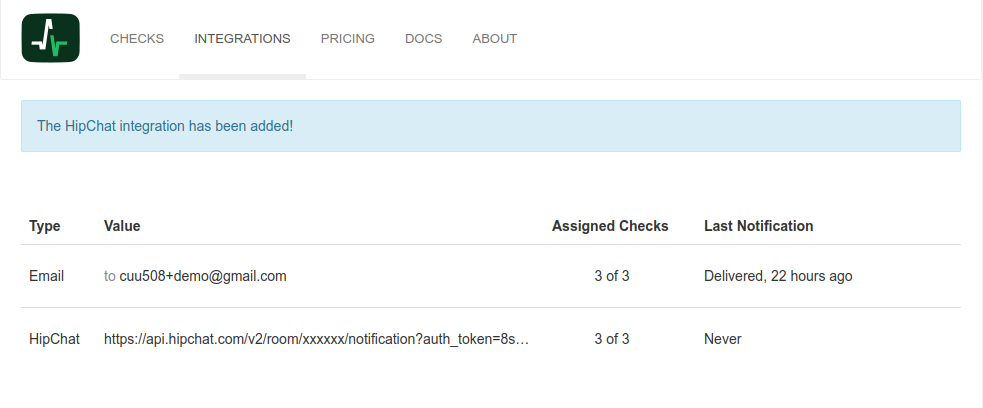 CHECKS INTEGRATIONS PRICING DOCS ABOUT
The HipChat integration has been added!
Type Value Assigned Checks Last Notification
Email to cuu508+demo@gmail.com 3 of 3 Delivered, 22 hours ago
HipChat https://api.hipchat.com/v2/room/xxxxxx/notification?auth_token=8s… 3 of 3 Never